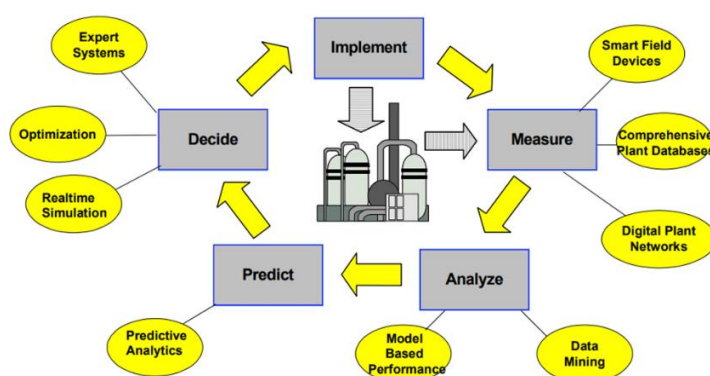 Expert
Systems
Implement
Smart Field
Devices
Optimization
Decide
Measure
Comprehensive
Plant Databases
Realtime
Simulation
Digital Plant
Networks
Predict
Analyze
Predictive
Analytics
Model
Based
Performance
Data
Mining